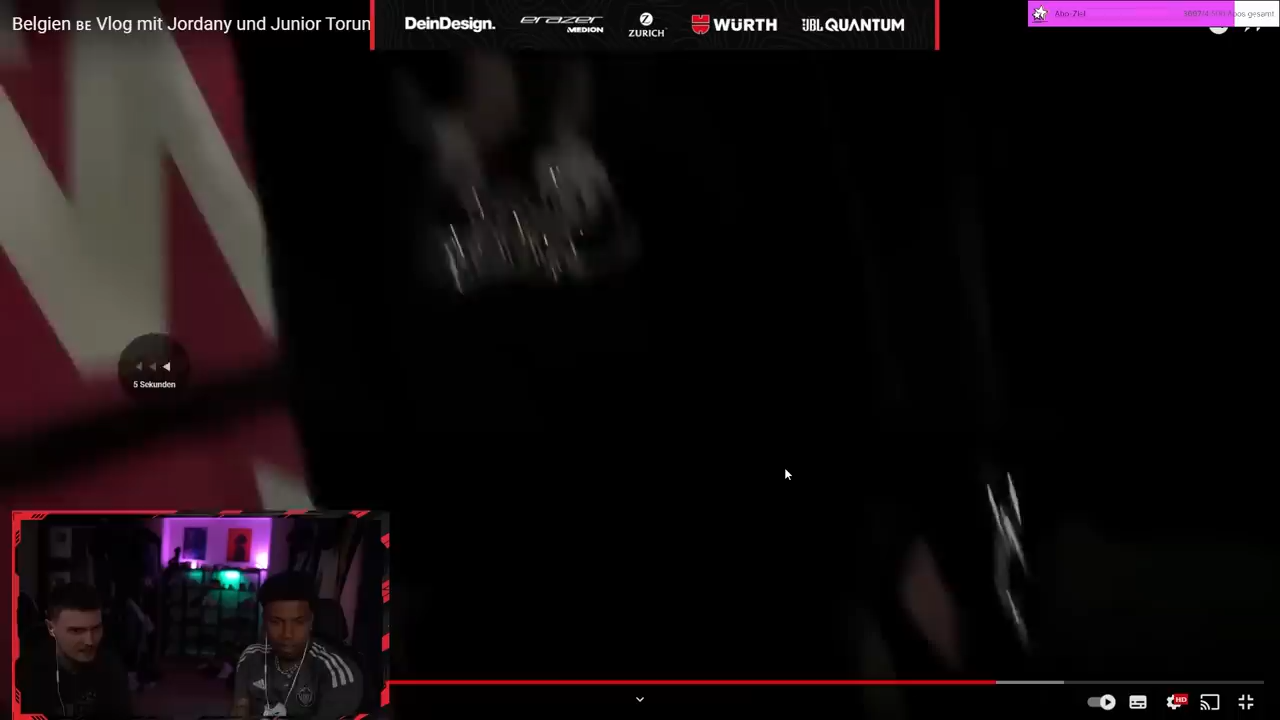 Belgien BE Vlog mit Jordany und Junior Torun
DeinDesign.
erazer
MEDION
ZURICH
WÜRTH
JBL QUANTUM
Abo-Ziel
5 Sekunden
HD